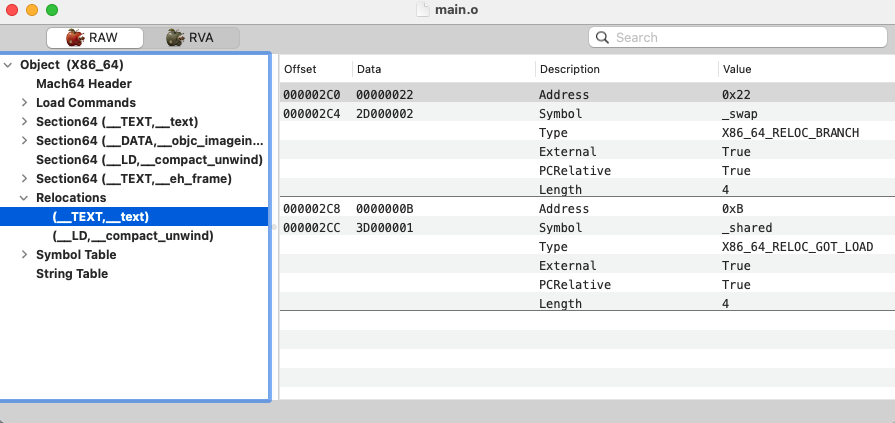 main.o
RAW RVA Search
Object (X86_64)
Mach64 Header
Load Commands
Section64 (__TEXT,__text)
Section64 (__DATA,__objc_imagein...
Section64 (__LD,__compact_unwind)
Section64 (__TEXT,__eh_frame)
Relocations
(__TEXT,__text)
(__LD,__compact_unwind)
Symbol Table
String Table
Offset Data Description Value
000002C0 00000022 Address 0x22
000002C4 2D000002 Symbol _swap
Type X86_64_RELOC_BRANCH
External True
PCRelative True
Length 4
000002C8 0000000B Address 0xB
000002CC 3D000001 Symbol _shared
Type X86_64_RELOC_GOT_LOAD
External True
PCRelative True
Length 4